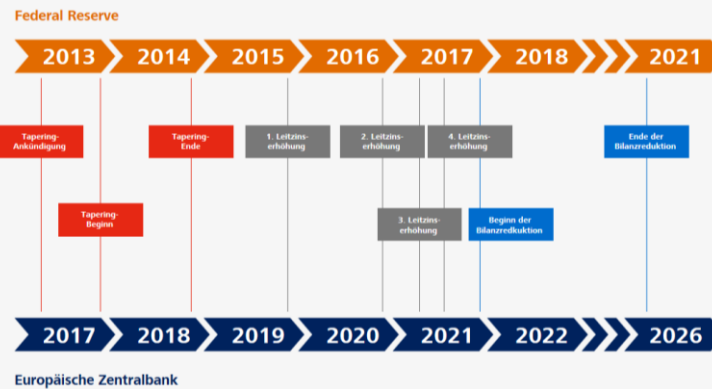 Federal Reserve
2013 2014 2015 2016 2017 2018 2021
Tapering-
Ankündigung
Tapering-
Ende
1. Leitzins-
erhöhung
2. Leitzins-
erhöhung
4. Leitzins-
erhöhung
Ende der
Bilanzreduktion
Tapering-
Beginn
3. Leitzins-
erhöhung
Beginn der
Bilanzredkuktion
2017 2018 2019 2020 2021 2022 2026
Europäische Zentralbank